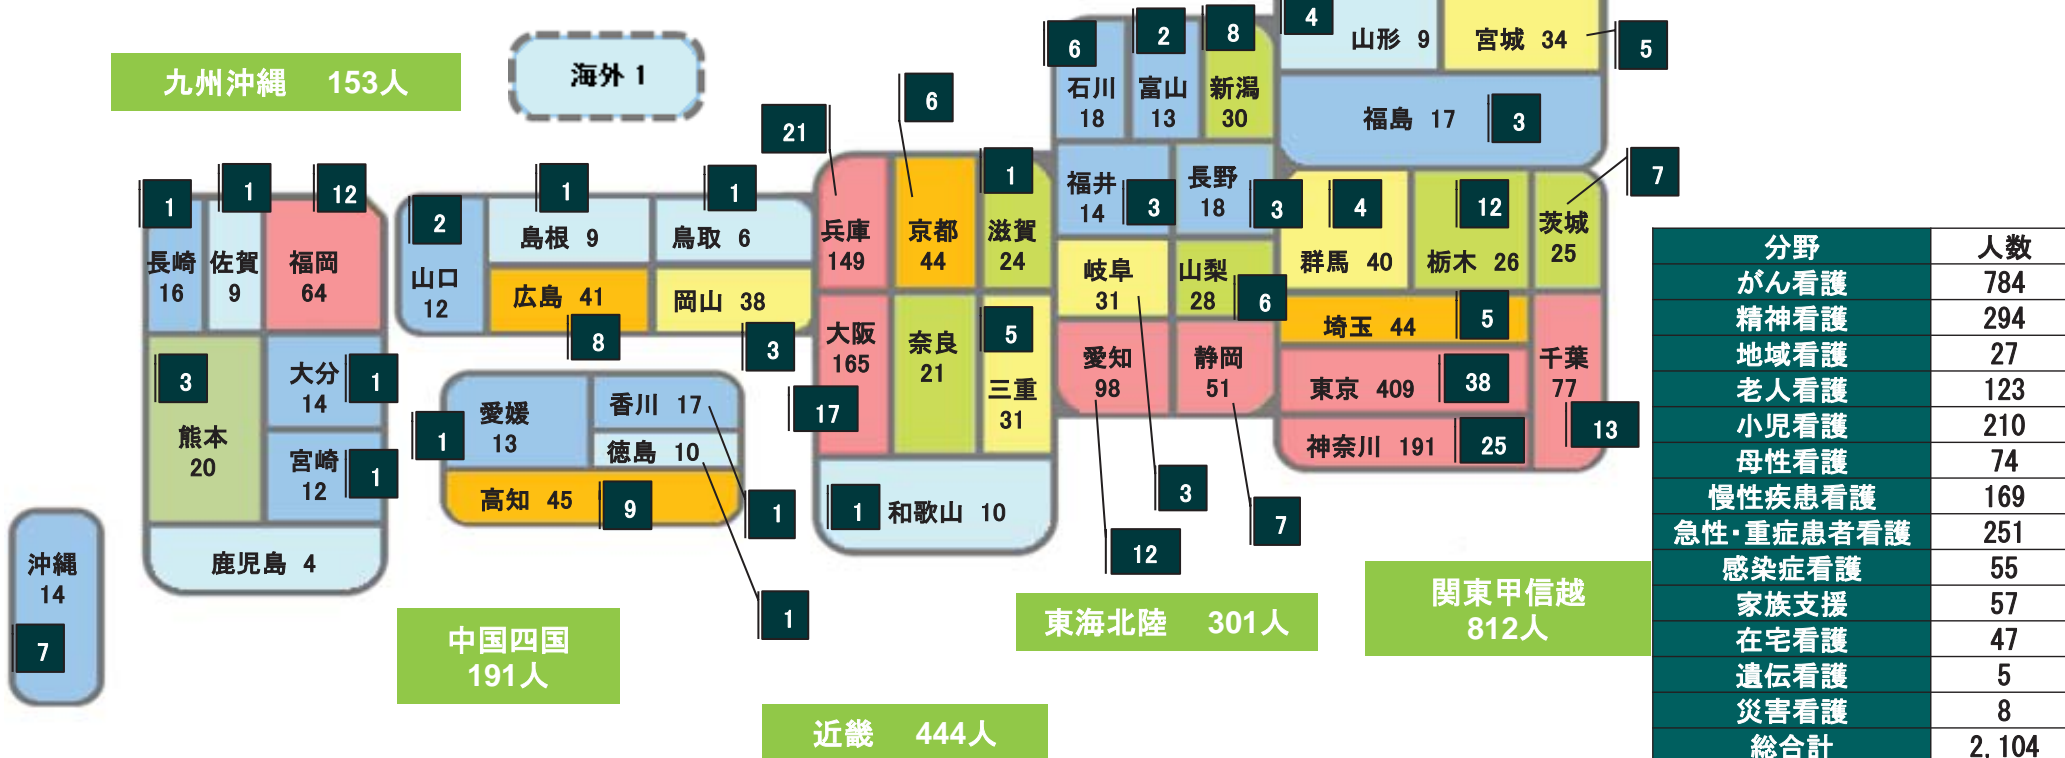 九州沖縄 153人
海外 1
4
山形 9
宮城 34
5
福島 17
3
6
石川
18
2
富山
13
8
新潟
30
福井
14
3
長野
18
3
岐阜
31
3
山梨
28
6
愛知
98
12
静岡
51
7
4
群馬 40
12
栃木 26
7
茨城
25
埼玉 44
5
東京 409
38
神奈川 191
25
千葉
77
13
21
兵庫
149
6
京都
44
1
滋賀
24
大阪
165
17
奈良
21
5
三重
31
1
和歌山 10
2
山口
12
1
島根 9
1
鳥取 6
広島 41
8
岡山 38
3
愛媛
13
1
香川 17
1
徳島 10
1
高知 45
9
1
長崎
16
1
佐賀
9
12
福岡
64
3
熊本
20
大分
14
1
宮崎
12
1
鹿児島 4
沖縄
14
7
中国四国
191人
近畿 444人
東海北陸 301人
関東甲信越
812人
分野 人数
がん看護 784
精神看護 294
地域看護 27
老人看護 123
小児看護 210
母性看護 74
慢性疾患看護 169
急性・重症患者看護 251
感染症看護 55
家族支援 57
在宅看護 47
遺伝看護 5
災害看護 8
総合計 2,104